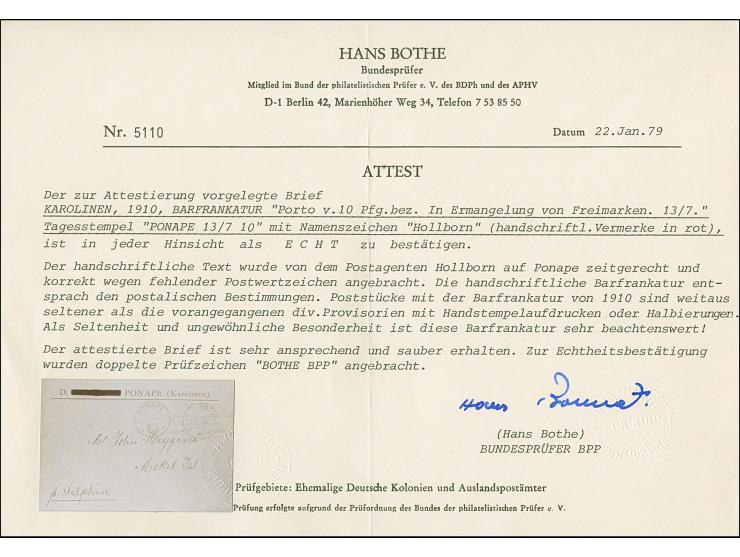 HANS BOTHE
Bundesprüfer
Mitglied im Bund der philatelistischen Prüfer e. V. des BDPh und des APHV
D-1 Berlin 42, Marienhöher Weg 34, Telefon 7 53 85 50
Nr. 5110 Datum 22.Jan.79
ATTEST
Der zur Attestierung vorgelegte Brief
KAROLINEN, 1910, BARFRANKATUR "Porto v.10 Pfg.bez. In Ermangelung von Freimarken. 13/7."
Tagesstempel "PONAPE 13/7 10" mit Namenszeichen "Hollborn" (handschriftl.Vermerke in rot),
ist in jeder Hinsicht als E C H T zu bestätigen.
Der handschriftliche Text wurde von dem Postagenten Hollborn auf Ponape zeitgerecht und
korrekt wegen fehlender Postwertzeichen angebracht. Die handschriftliche Barfrankatur ent-
sprach den postalischen Bestimmungen. Poststücke mit der Barfrankatur von 1910 sind weitaus
seltener als die vorangegangenen div.Provisorien mit Handstempelaufdrucken oder Halbierungen.
Als Seltenheit und ungewöhnliche Besonderheit ist diese Barfrankatur sehr beachtenswert!
Der attestierte Brief ist sehr ansprechend und sauber erhalten. Zur Echtheitsbestätigung
wurden doppelte Prüfzeichen "BOTHE BPP" angebracht.
D. PONAPE (Karolinen).
Mr John Higgins
Mokil Isl
p. Delphin
Hans
(Hans Bothe)
BUNDESPRÜFER BPP
Prüfgebiete: Ehemalige Deutsche Kolonien und Auslandspostämter
Prüfung erfolgte aufgrund der Prüfordnung des Bundes der philatelistischen Prüfer e. V.